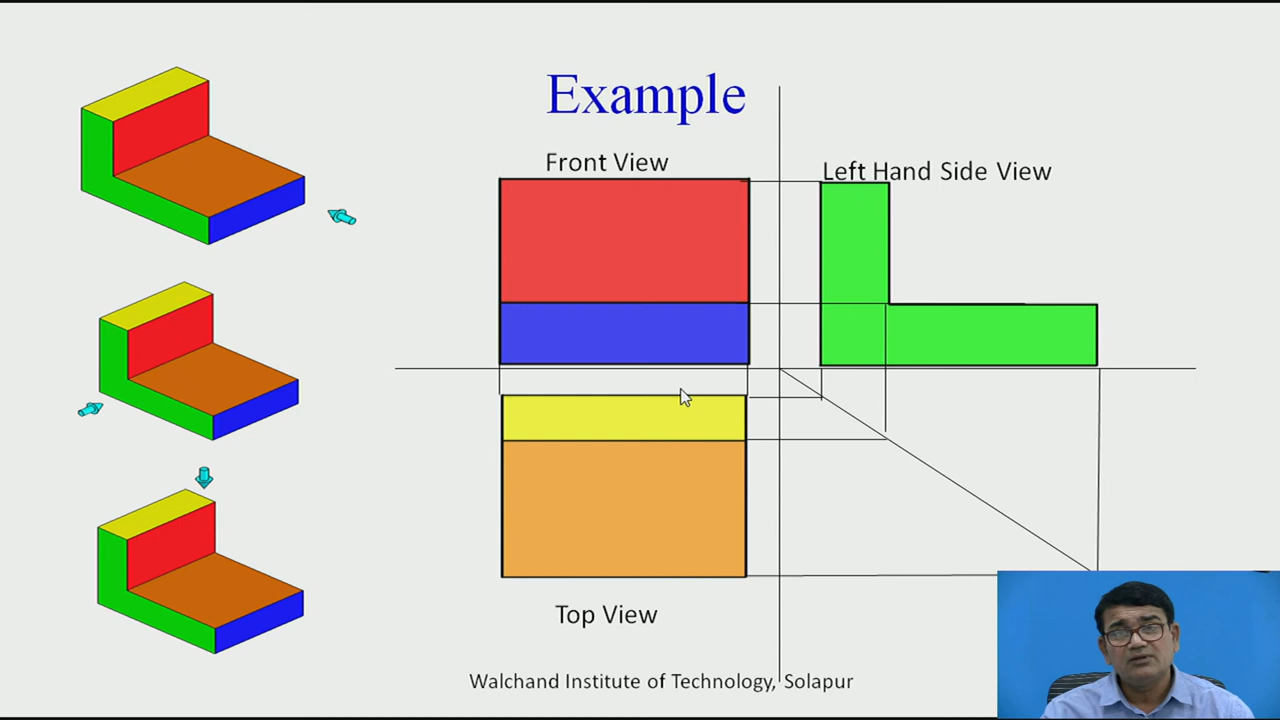 Example
Front View
Left Hand Side View
Top View
Walchand Institute of Technology, Solapur